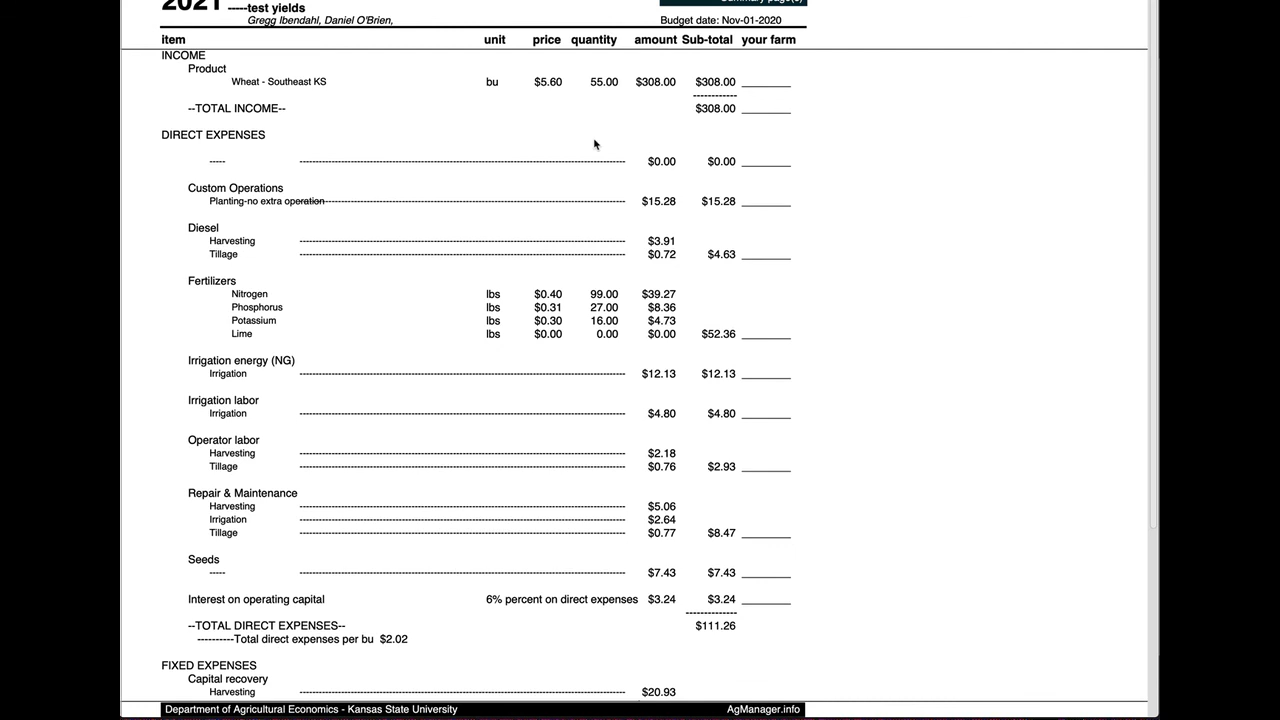 2021 -----test yields
Gregg Ibendahl, Daniel O'Brien,
Budget date: Nov-01-2020
item unit price quantity amount Sub-total your farm
INCOME
Product
Wheat - Southeast KS bu $5.60 55.00 $308.00 $308.00
--TOTAL INCOME-- $308.00
DIRECT EXPENSES
----- $0.00 $0.00
Custom Operations
Planting-no extra operation $15.28 $15.28
Diesel
Harvesting $3.91
Tillage $0.72 $4.63
Fertilizers
Nitrogen lbs $0.40 99.00 $39.27
Phosphorus lbs $0.31 27.00 $8.36
Potassium lbs $0.30 16.00 $4.73
Lime lbs $0.00 0.00 $0.00 $52.36
Irrigation energy (NG)
Irrigation $12.13 $12.13
Irrigation labor
Irrigation $4.80 $4.80
Operator labor
Harvesting $2.18
Tillage $0.76 $2.93
Repair & Maintenance
Harvesting $5.06
Irrigation $2.64
Tillage $0.77 $8.47
Seeds
----- $7.43 $7.43
Interest on operating capital 6% percent on direct expenses $3.24 $3.24
--TOTAL DIRECT EXPENSES-- $111.26
----------Total direct expenses per bu $2.02
FIXED EXPENSES
Capital recovery
Harvesting $20.93
Department of Agricultural Economics - Kansas State University AgManager.info